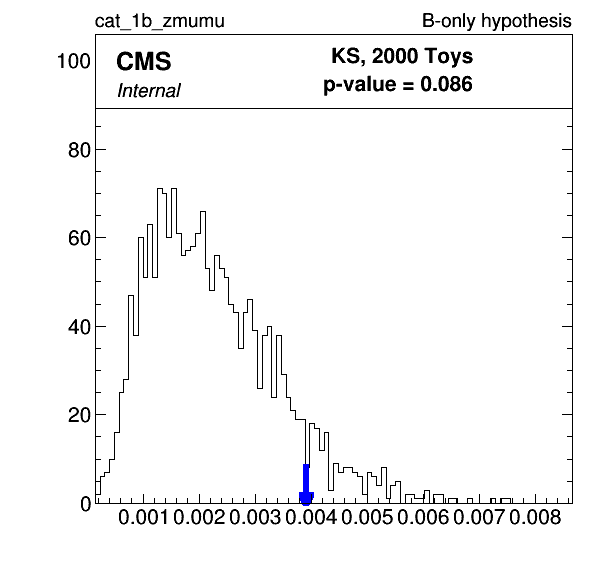 cat_1b_zmumu
B-only hypothesis
CMS
Internal
KS, 2000 Toys
p-value = 0.086
100
80
60
40
20
0
0.001 0.002 0.003 0.004 0.005 0.006 0.007 0.008